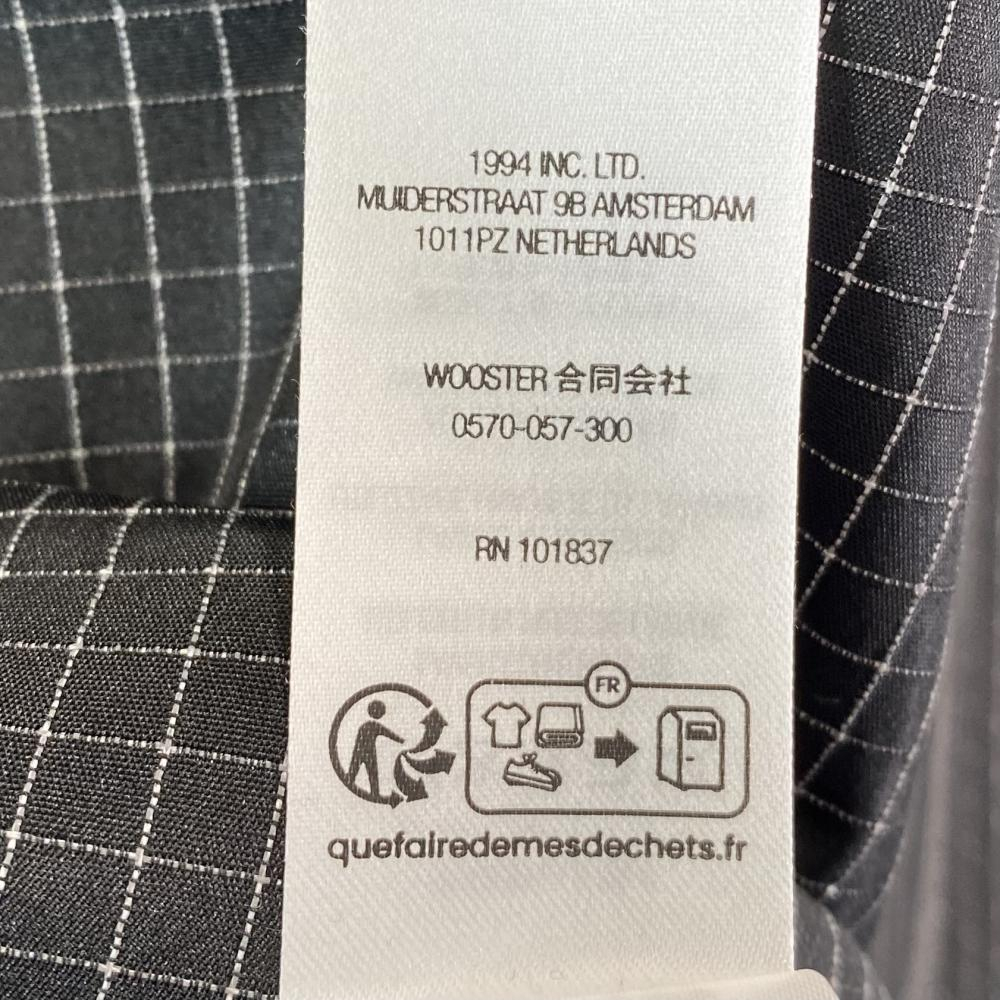 1994 INC. LTD.
MUIDERSTRAAT 9B AMSTERDAM
1011PZ NETHERLANDS
WOOSTER 合同会社
0570-057-300
RN 101837
FR
quefairedemesdechets.fr